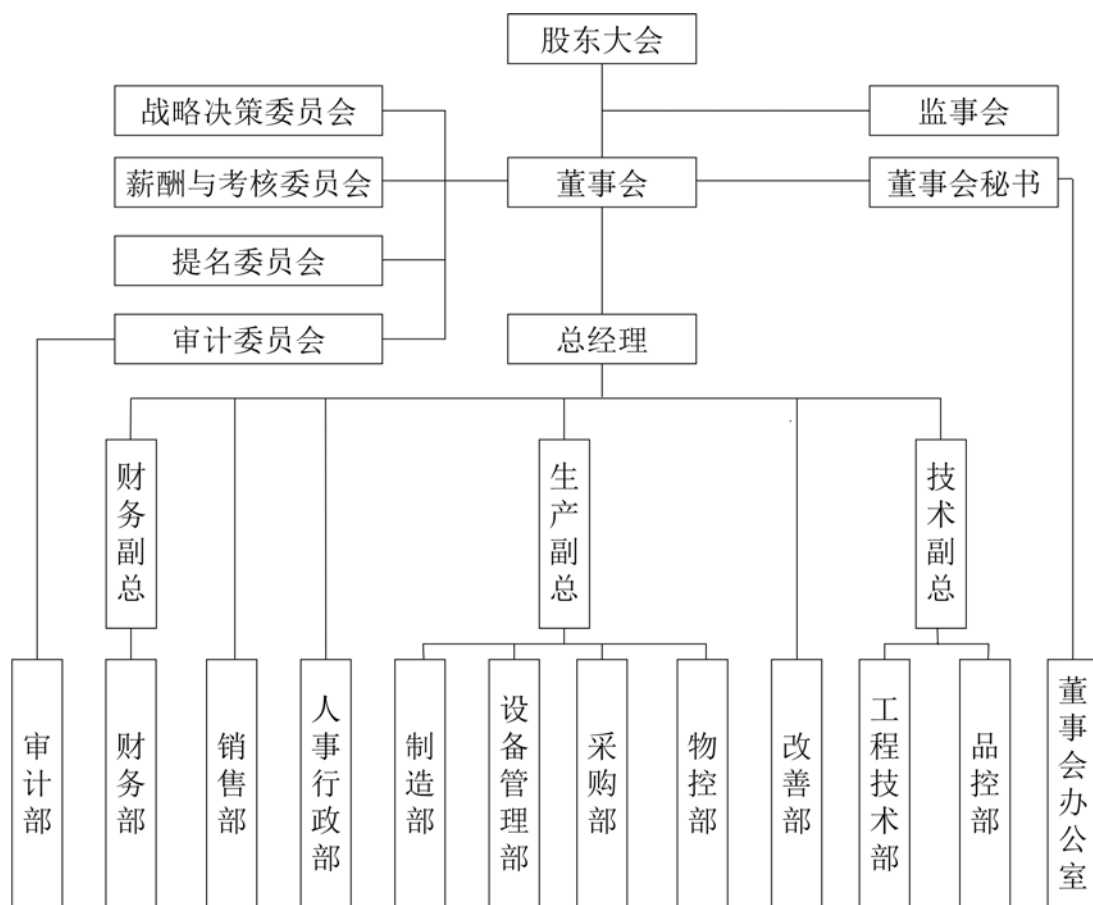 股东大会
战略决策委员会
监事会
薪酬与考核委员会
董事会
董事会秘书
提名委员会
审计委员会
总经理
财务副总
生产副总
技术副总
审计部
财务部
销售部
人事行政部
制造部
设备管理部
采购部
物控部
改善部
工程技术部
品控部
董事会办公室